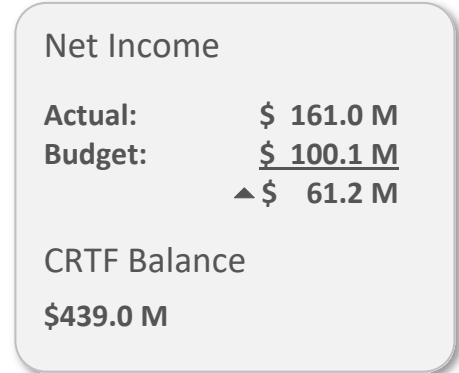 Net Income
Actual: $ 161.0 M
Budget: $ 100.1 M
▲ $ 61.2 M
CRTF Balance
$439.0 M